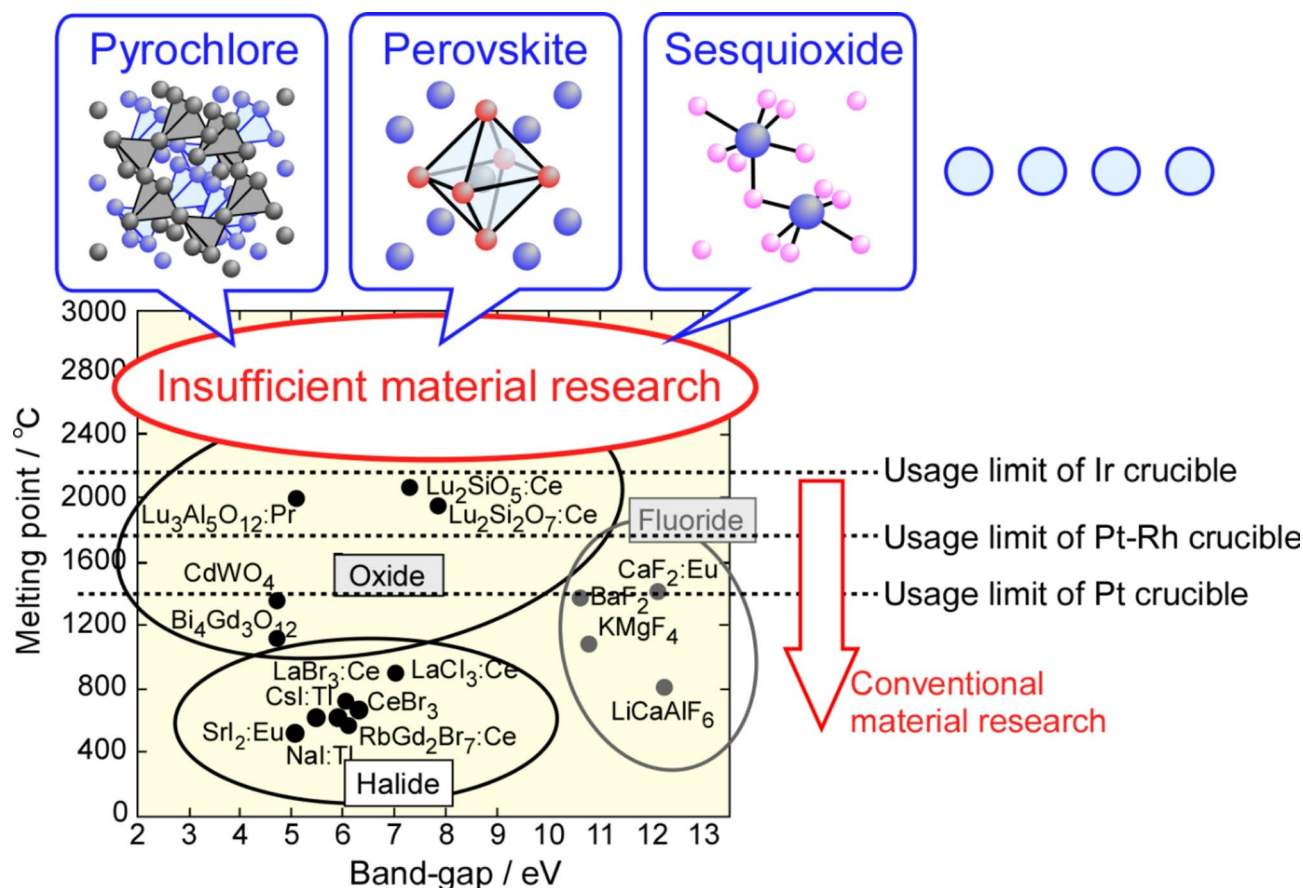 Pyrochlore
Perovskite
Sesquioxide
Insufficient material research
3000
2800
2400
2000
1600
1200
800
400
0
Melting point / °C
2 3 4 5 6 7 8 9 10 11 12 13
Band-gap / eV
Lu₂SiO₅:Ce
Lu₃Al₅O₁₂:Pr
Lu₂Si₂O₇:Ce
Fluoride
CdWO₄
Oxide
CaF₂:Eu
BaF₂
Bi₄Gd₃O₁₂
KMgF₄
LaBr₃:Ce
LaCl₃:Ce
CsI:Tl
CeBr₃
LiCaAlF₆
SrI₂:Eu
RbGd₂Br₇:Ce
NaI:Tl
Halide
Usage limit of Ir crucible
Usage limit of Pt-Rh crucible
Usage limit of Pt crucible
Conventional
material research